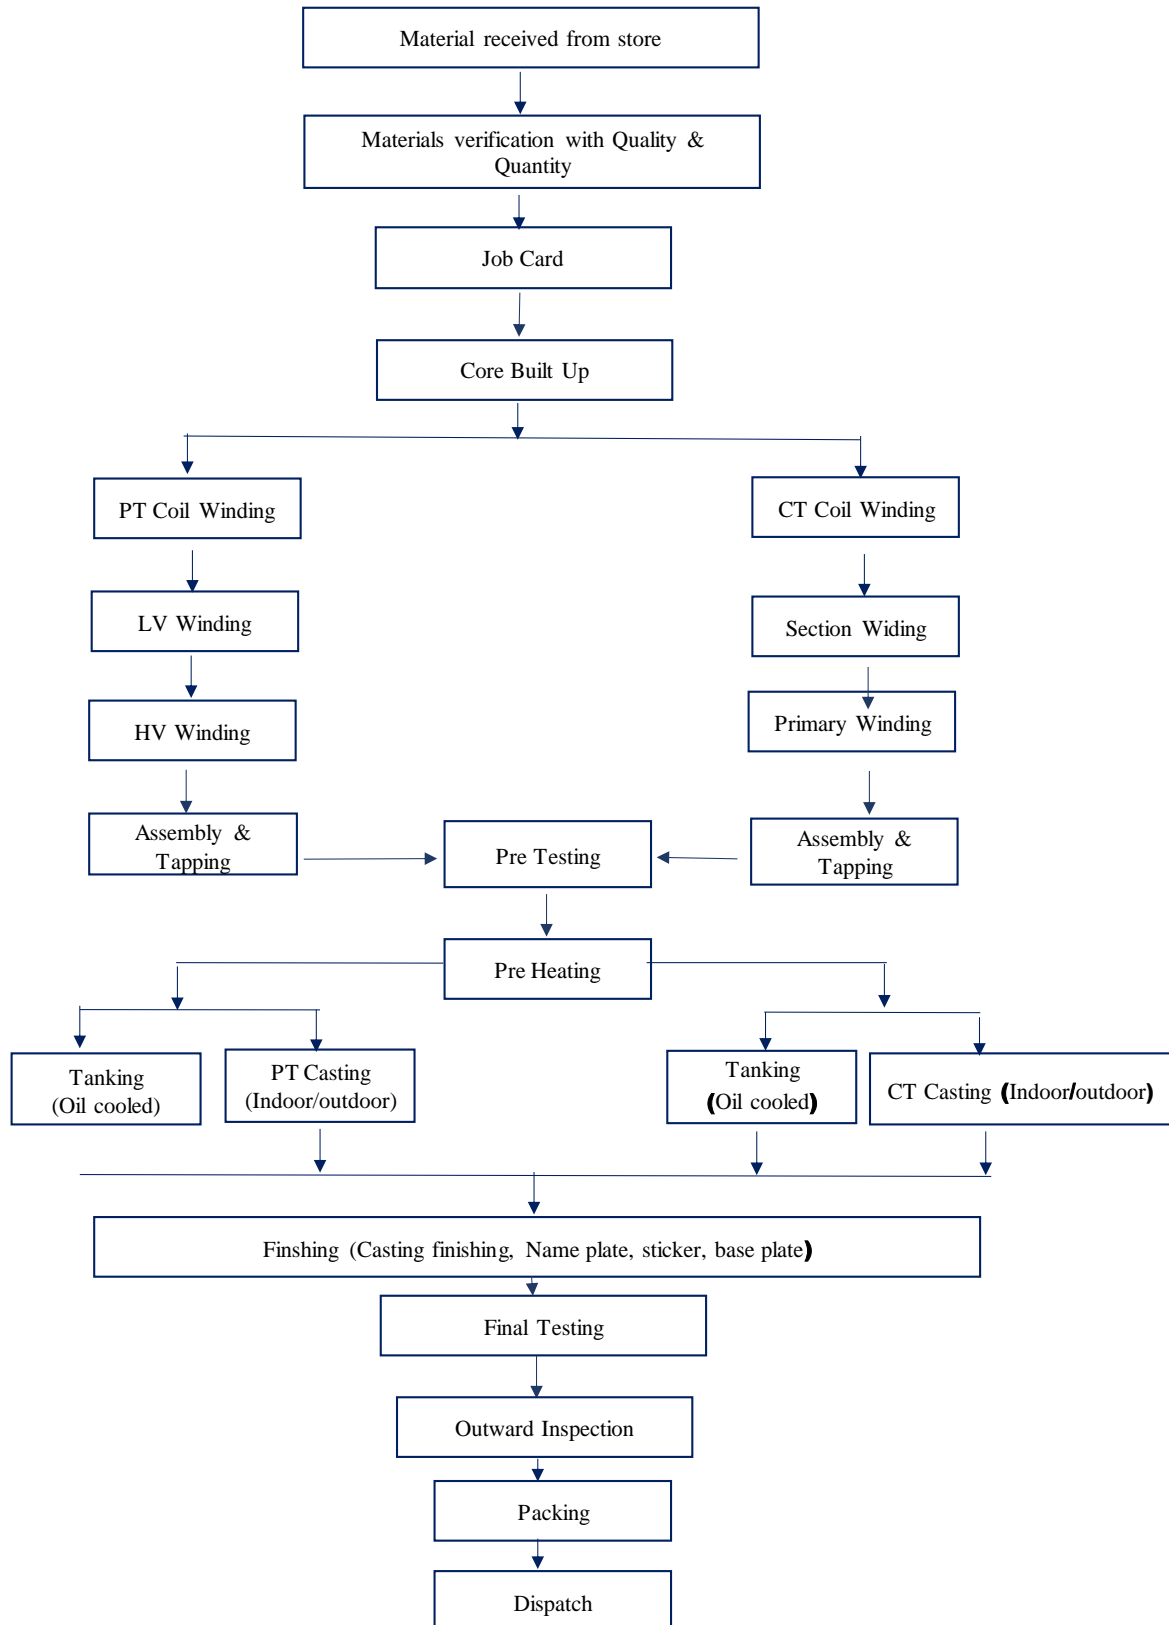 Material received from store
Materials verification with Quality &
Quantity
Job Card
Core Built Up
PT Coil Winding
CT Coil Winding
LV Winding
Section Widing
HV Winding
Primary Winding
Assembly &
Tapping
Pre Testing
Assembly &
Tapping
Pre Heating
Tanking
(Oil cooled)
PT Casting
(Indoor/outdoor)
Tanking
(Oil cooled)
CT Casting (Indoor/outdoor)
Finshing (Casting finishing, Name plate, sticker, base plate)
Final Testing
Outward Inspection
Packing
Dispatch